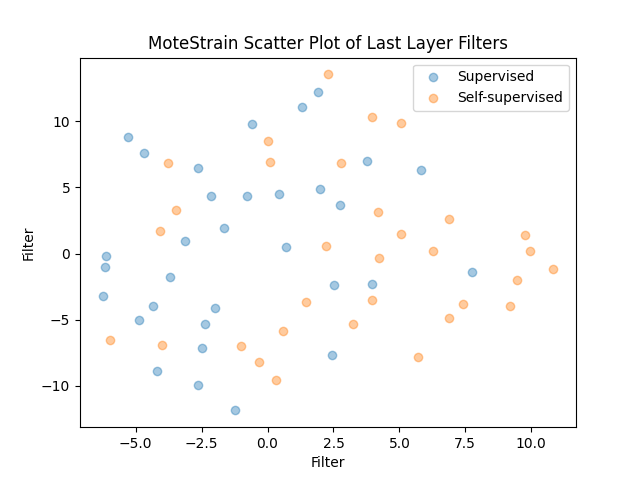 MoteStrain Scatter Plot of Last Layer Filters
Supervised
Self-supervised
Filter
10
5
0
−5
−10
−5.0 −2.5 0.0 2.5 5.0 7.5 10.0
Filter